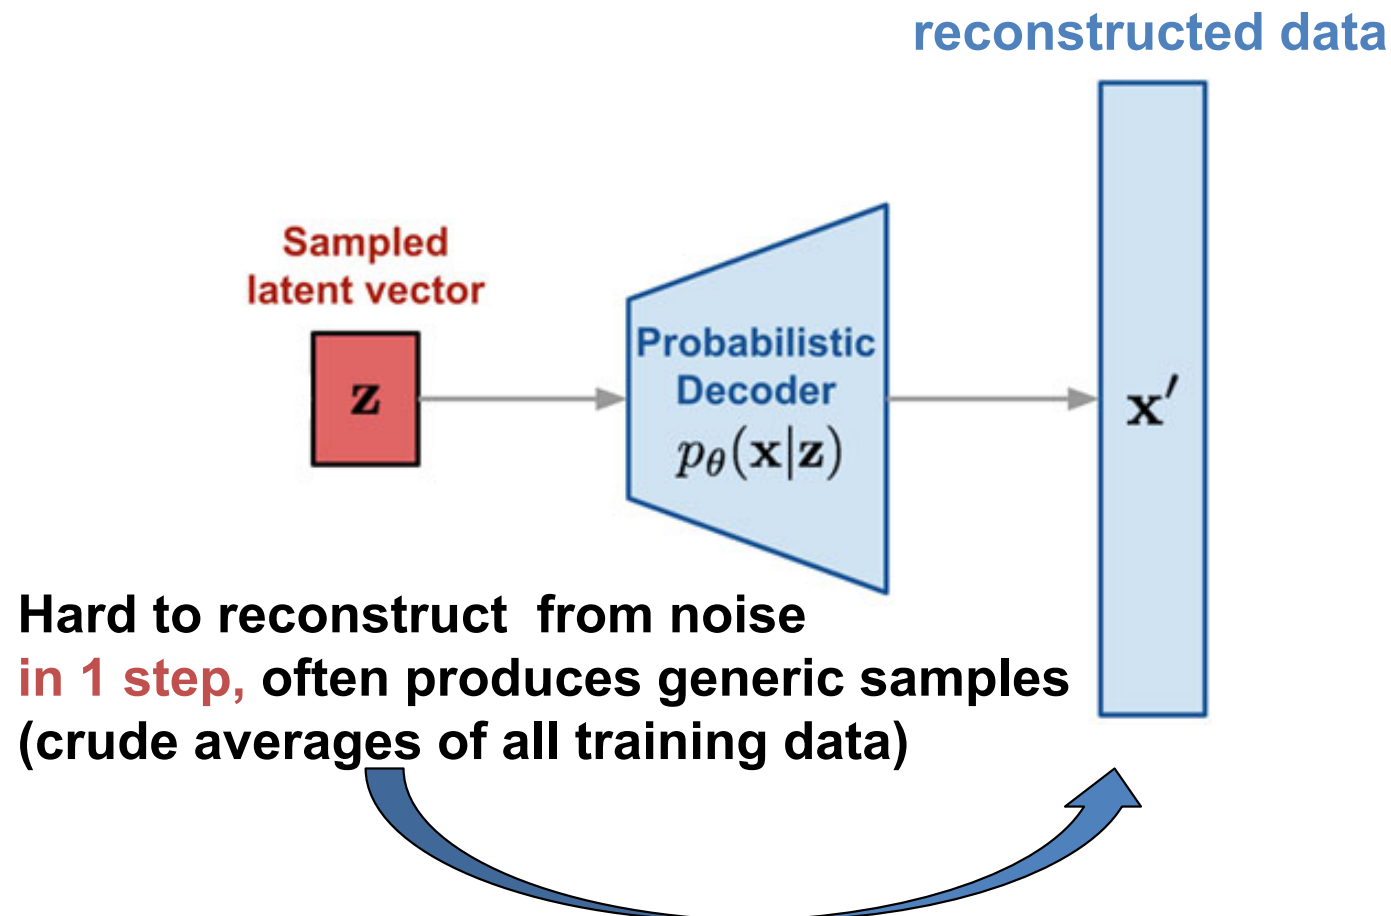 reconstructed data
Sampled
latent vector
z
Probabilistic
Decoder
pθ(x|z)
x′
Hard to reconstruct from noise
in 1 step, often produces generic samples
(crude averages of all training data)